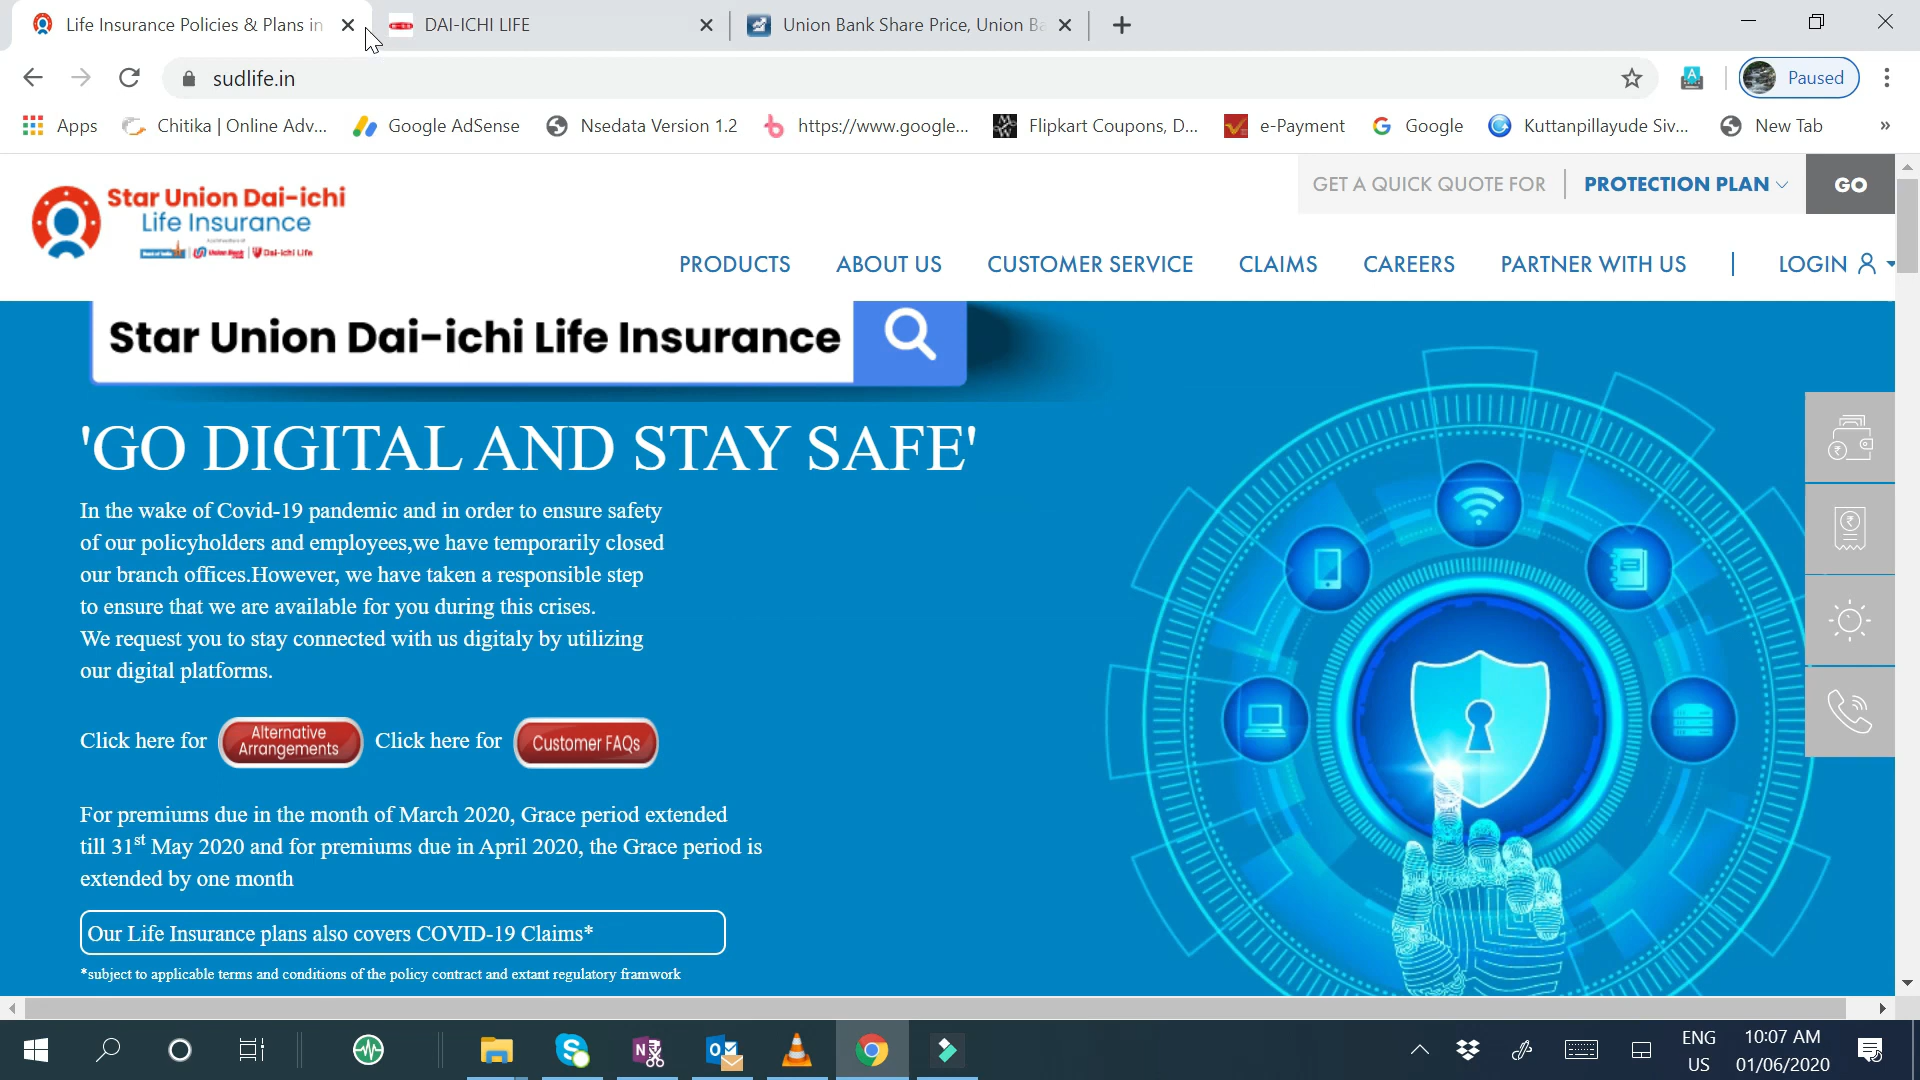 Life Insurance Policies & Plans in
DAI-ICHI LIFE
Union Bank Share Price, Union Ba
sudlife.in
Paused
Apps
Chitika | Online Adv...
Google AdSense
Nsedata Version 1.2
https://www.google...
Flipkart Coupons, D...
e-Payment
Google
Kuttanpillayude Siv...
New Tab
»
Star Union Dai-ichi
Life Insurance
Union Bank
Dai-ichi Life
GET A QUICK QUOTE FOR
PROTECTION PLAN
GO
PRODUCTS
ABOUT US
CUSTOMER SERVICE
CLAIMS
CAREERS
PARTNER WITH US
LOGIN
Star Union Dai-ichi Life Insurance
'GO DIGITAL AND STAY SAFE'
In the wake of Covid-19 pandemic and in order to ensure safety
of our policyholders and employees,we have temporarily closed
our branch offices.However, we have taken a responsible step
to ensure that we are available for you during this crises.
We request you to stay connected with us digitaly by utilizing
our digital platforms.
Click here for Alternative Arrangements Click here for Customer FAQs
For premiums due in the month of March 2020, Grace period extended
till 31st May 2020 and for premiums due in April 2020, the Grace period is
extended by one month
Our Life Insurance plans also covers COVID-19 Claims*
*subject to applicable terms and conditions of the policy contract and extant regulatory framwork
ENG
US
10:07 AM
01/06/2020